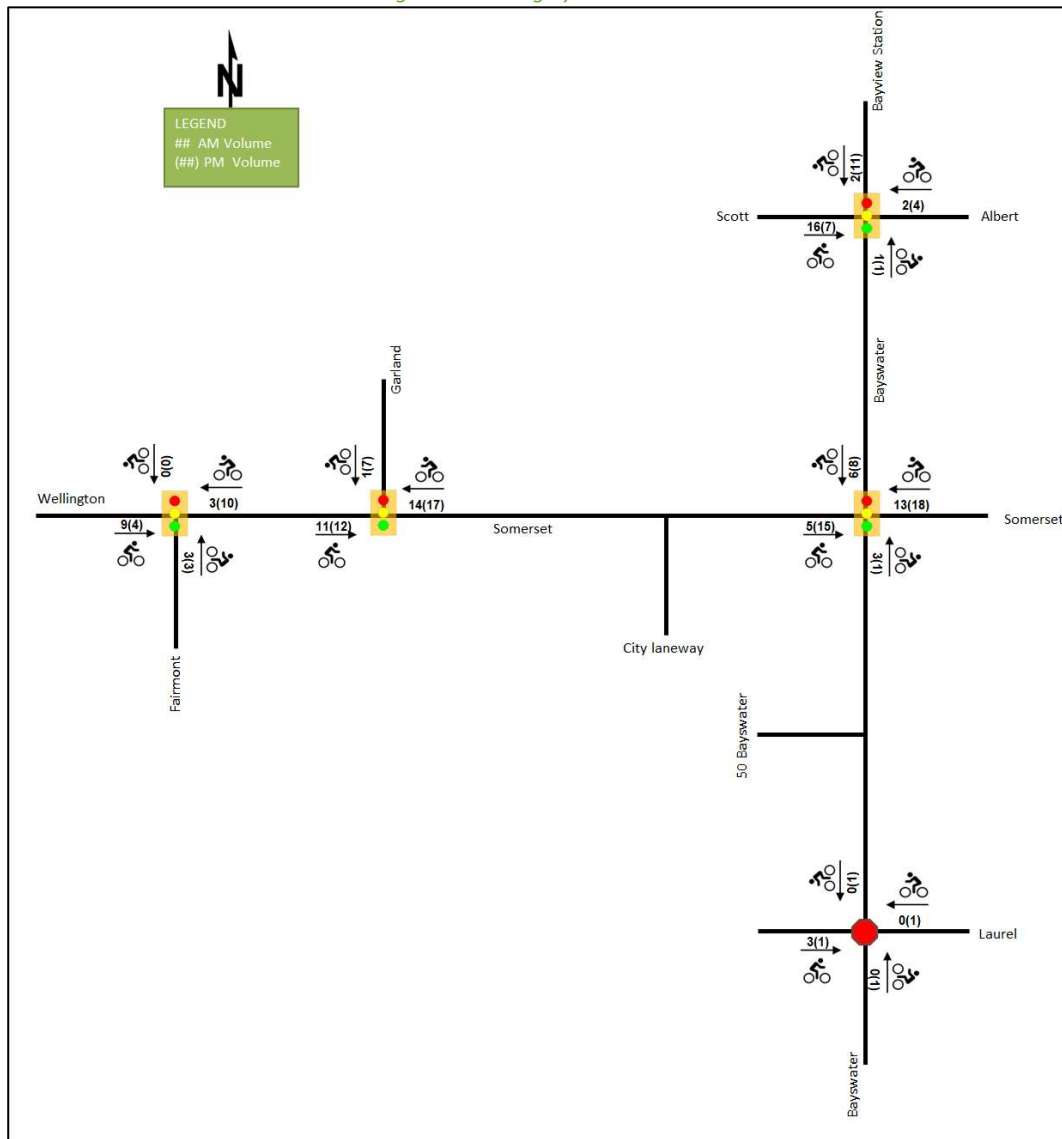 N
LEGEND
## AM Volume
(##) PM Volume
Bayview Station
2(11)
2(4)
Scott
Albert
16(7)
1(1)
Bayswater
Garland
0(0)
1(7)
6(8)
Wellington
3(10)
14(17)
13(18)
9(4)
11(12)
Somerset
5(15)
Somerset
3(3)
3(1)
City laneway
Fairmont
50 Bayswater
0(1)
0(1)
3(1)
Laurel
0(1)
Bayswater